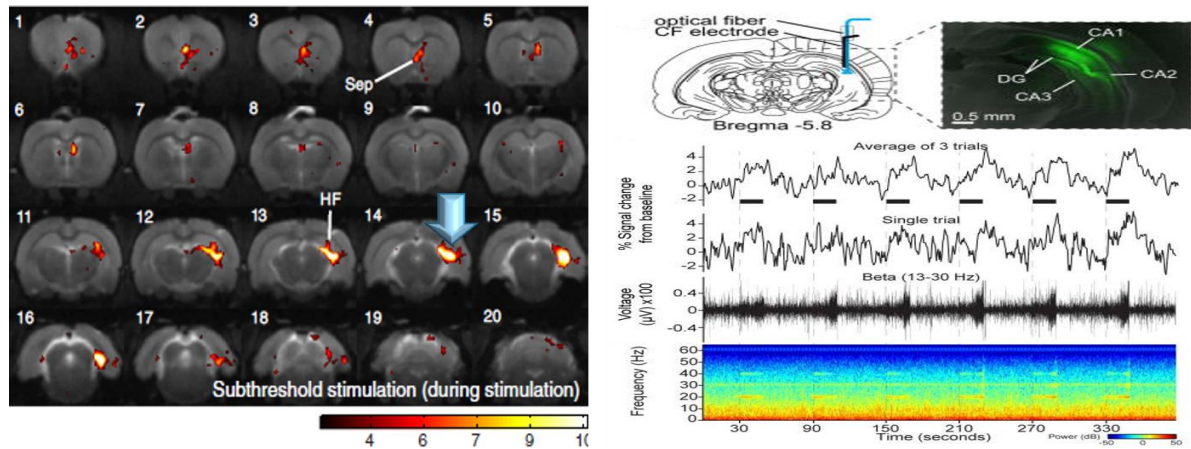 1 2 3 4 5
Sep
6 7 8 9 10
HF
11 12 13 14 15
16 17 18 19 20
Subthreshold stimulation (during stimulation)
4 6 7 9 10
optical fiber
CF electrode
Bregma -5.8
CA1
DG
CA2
CA3
0.5 mm
Average of 3 trials
4
2
0
-2
% Signal change
from baseline
Single trial
4
2
0
-2
Beta (13-30 Hz)
Voltage
(µV) x100
0.4
0
-0.4
Frequency (Hz)
60
50
40
30
20
10
0
30 90 150 210 270 330
Time (seconds)
Power (dB)
-50 0 50